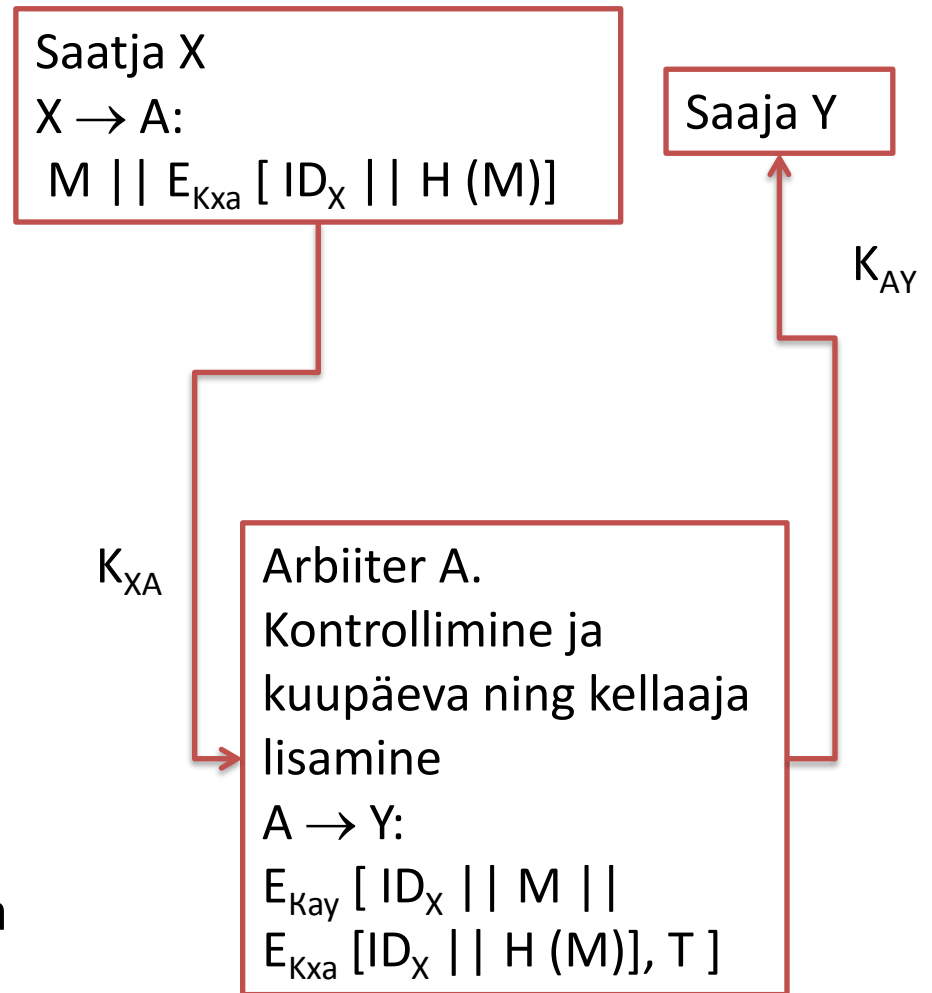 Saatja X
X → A:
M || E_Kxa [ ID_X || H (M)]
Saaja Y
K_AY
K_XA
Arbiiter A.
Kontrollimine ja
kuupäeva ning kellaaja
lisamine
A → Y:
E_Kay [ ID_X || M ||
E_Kxa [ID_X || H (M)], T ]